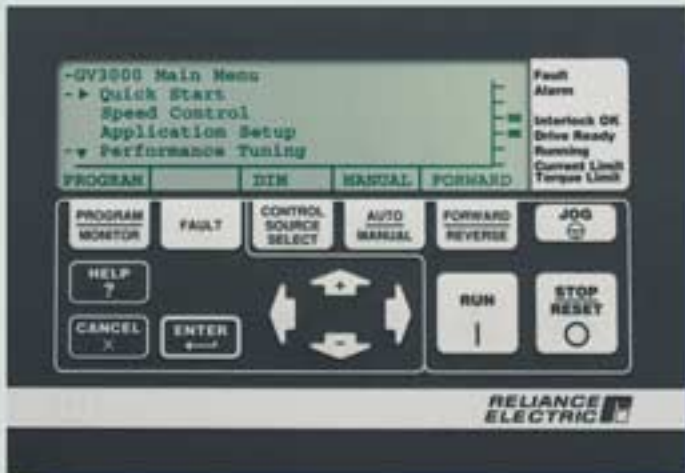 -GV3000 Main Menu
-▶ Quick Start
Speed Control
Application Setup
-▼ Performance Tuning
PROGRAM DIM MANUAL FORWARD
Fault
Alarm
Interlock OK
Drive Ready
Running
Current Limit
Torque Limit
PROGRAM
MONITOR
FAULT
CONTROL
SOURCE
SELECT
AUTO
MANUAL
FORWARD
REVERSE
JOG
HELP
?
CANCEL
X
ENTER
+
-
RUN
I
STOP
RESET
O
RELIANCE
ELECTRIC